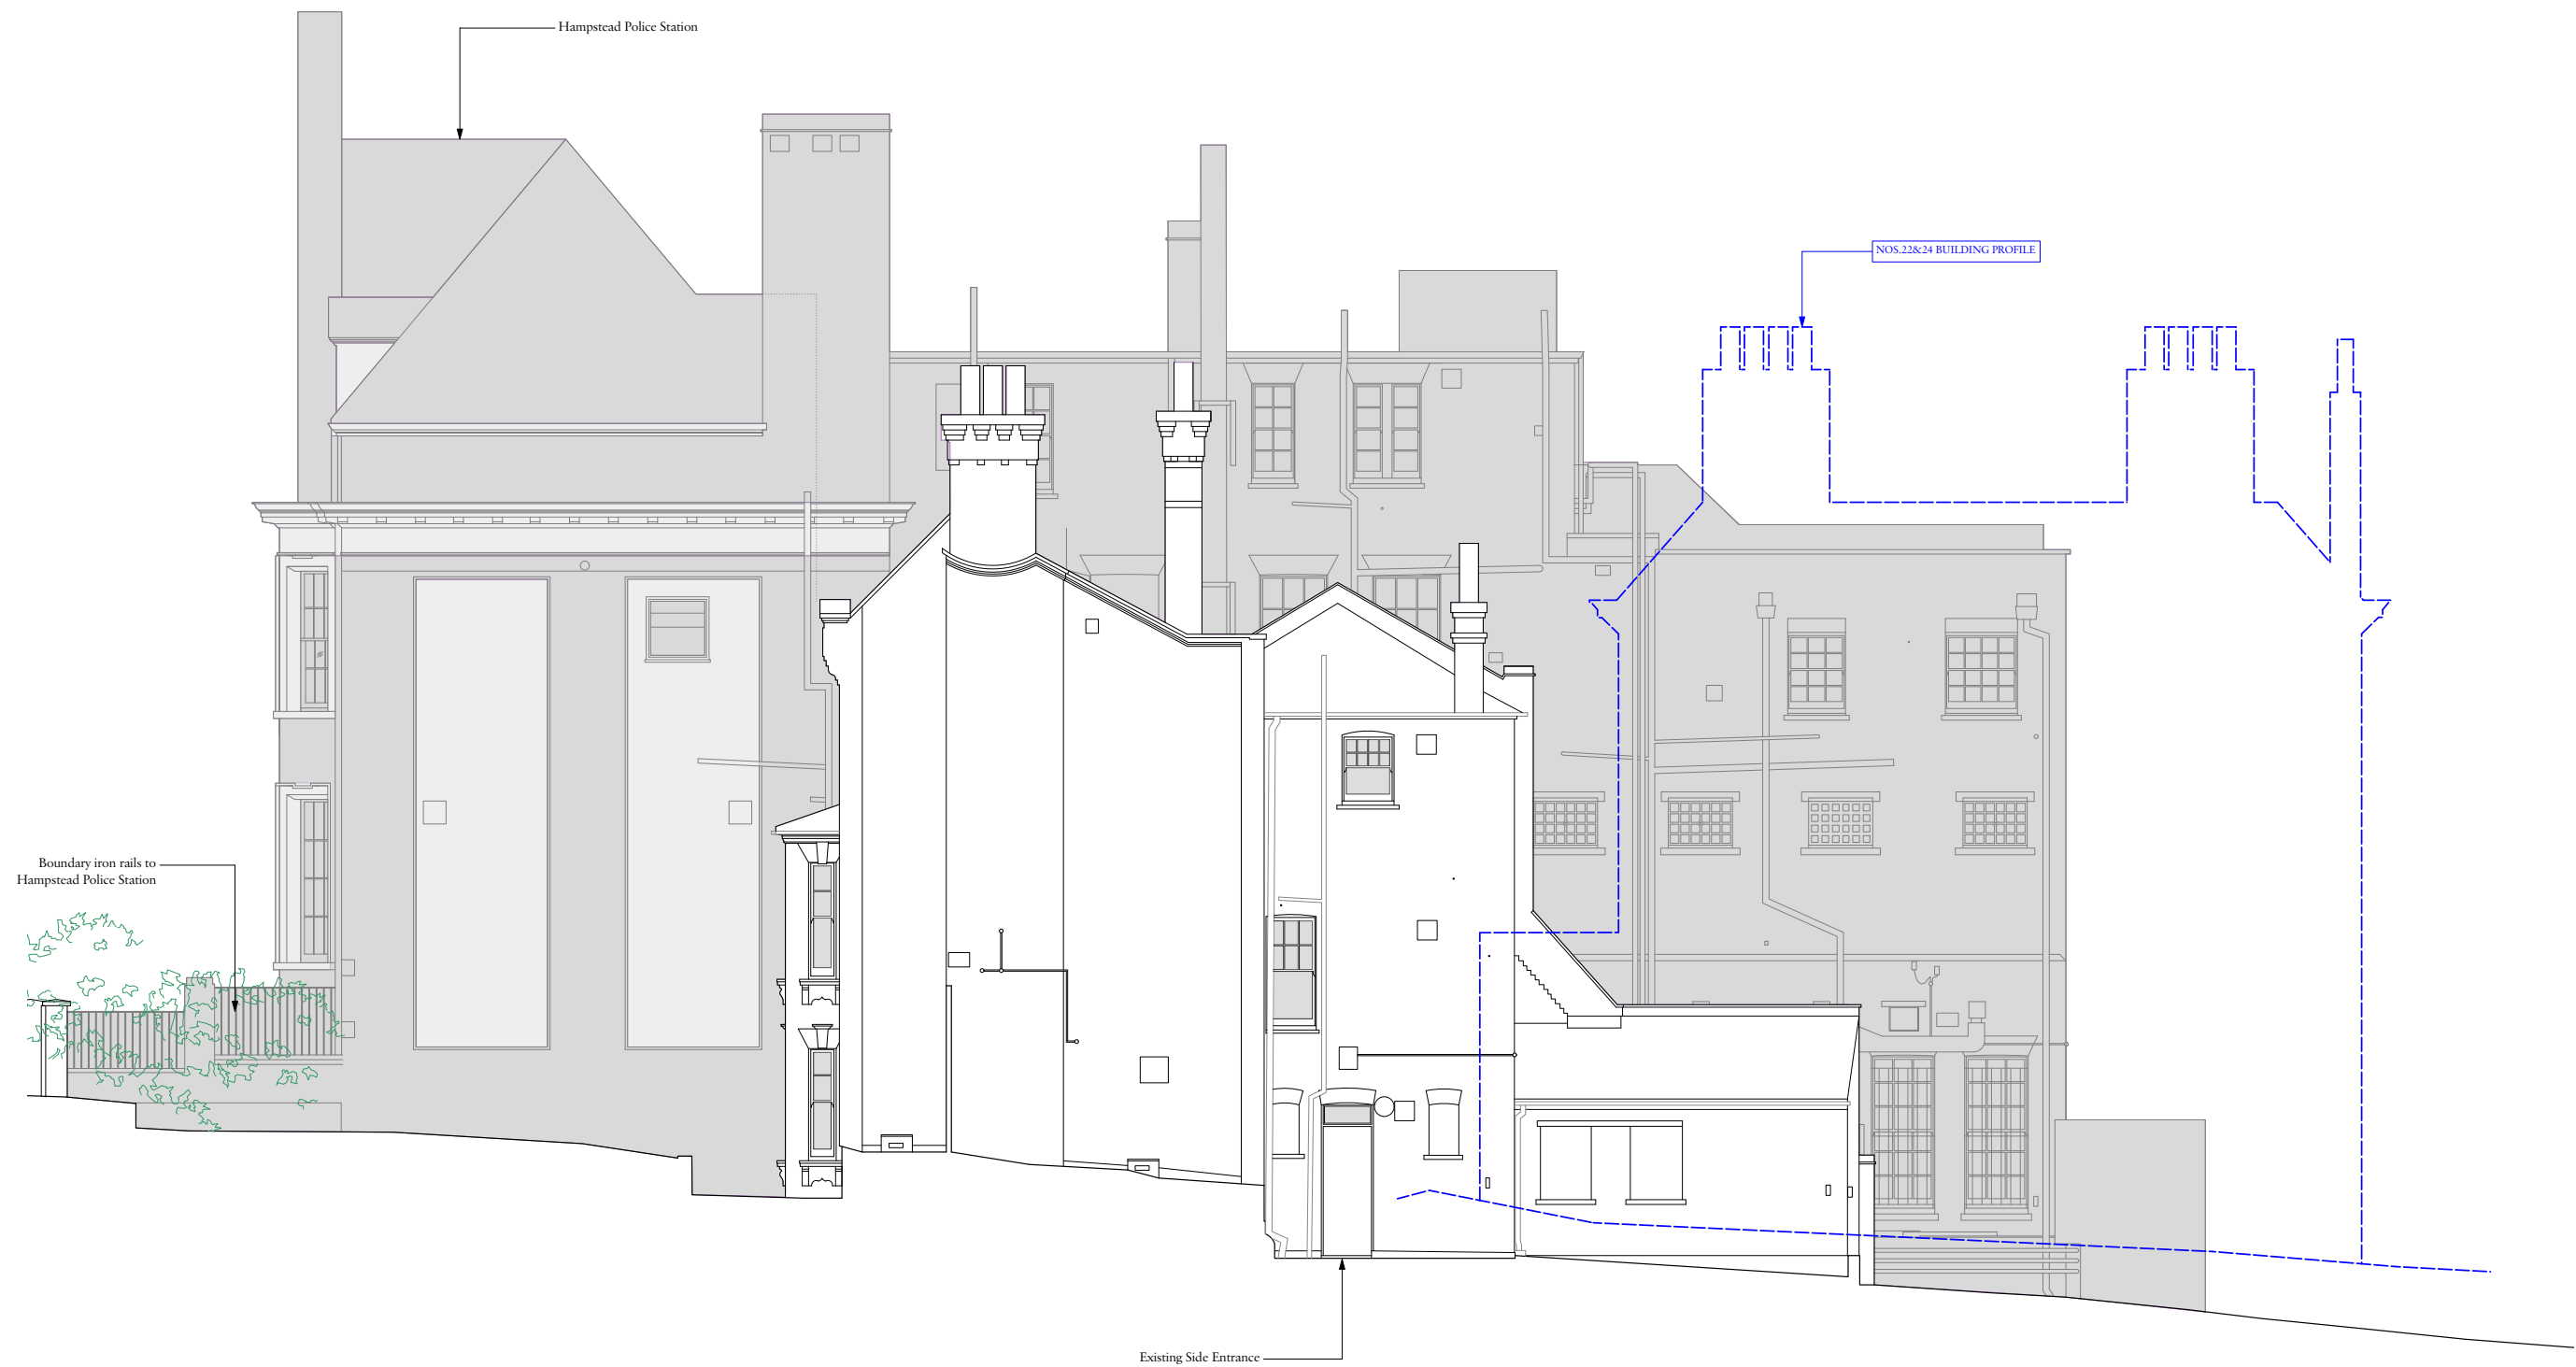 Hampstead Police Station
NOS.22&24 BUILDING PROFILE
Boundary iron rails to
Hampstead Police Station
Existing Side Entrance